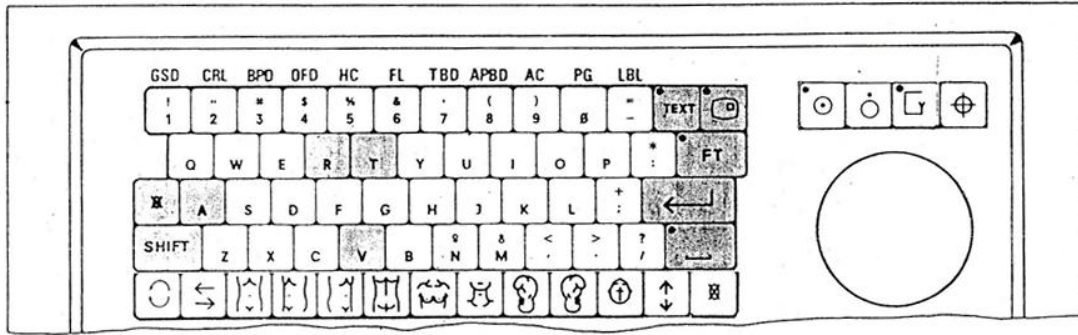 GSD CRL BPD OFD HC FL TBD APBD AC PG LBL
! " # $ % & ' ( ) =
1 2 3 4 5 6 7 8 9 Ø - TEXT
Q W E R T Y U I O P * : FT
A S D F G H J K L + ;
SHIFT Z X C V B N M < , > . ? /